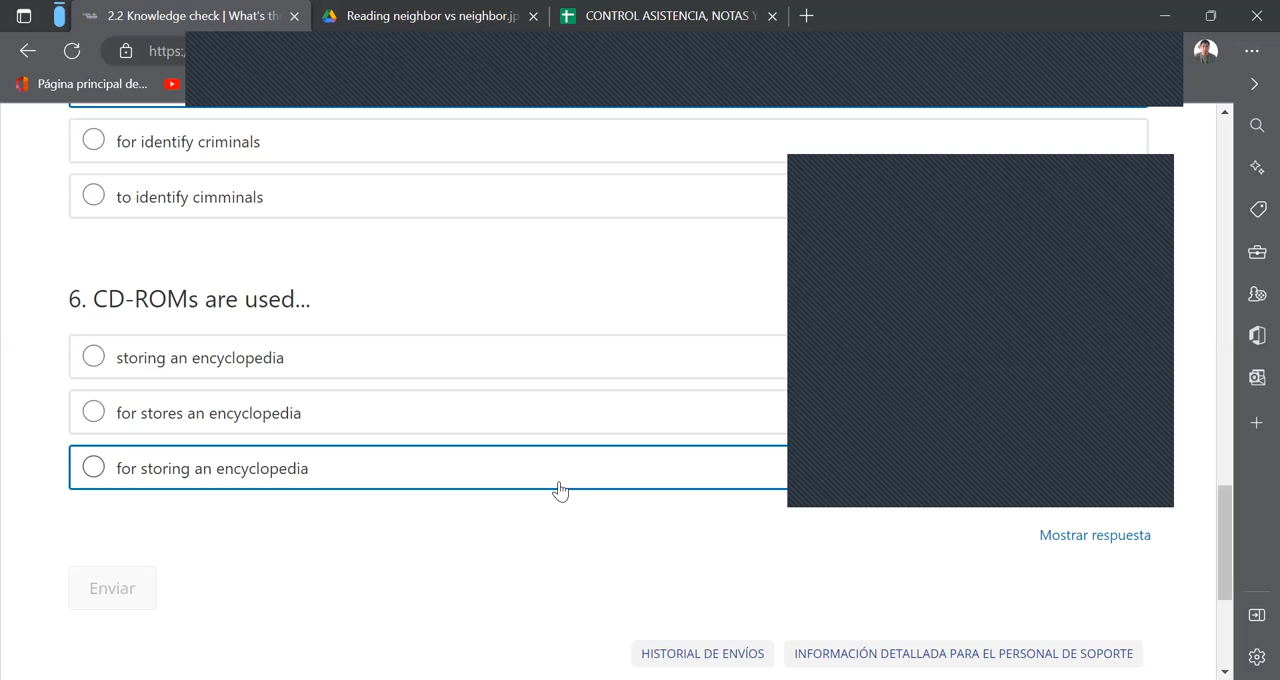 2.2 Knowledge check | What's th
Reading neighbor vs neighbor.jp
CONTROL ASISTENCIA, NOTAS Y
https:
Página principal de...
for identify criminals
to identify cimminals
6. CD-ROMs are used...
storing an encyclopedia
for stores an encyclopedia
for storing an encyclopedia
Mostrar respuesta
Enviar
HISTORIAL DE ENVÍOS
INFORMACIÓN DETALLADA PARA EL PERSONAL DE SOPORTE